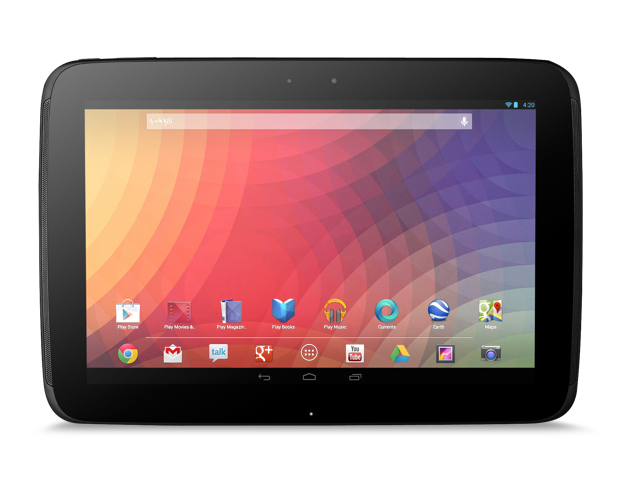 4:20
Google
Play Store
Play Movies &..
Play Magazin..
Play Books
Play Music
Currents
Earth
Maps
talk
g+
You
Tube